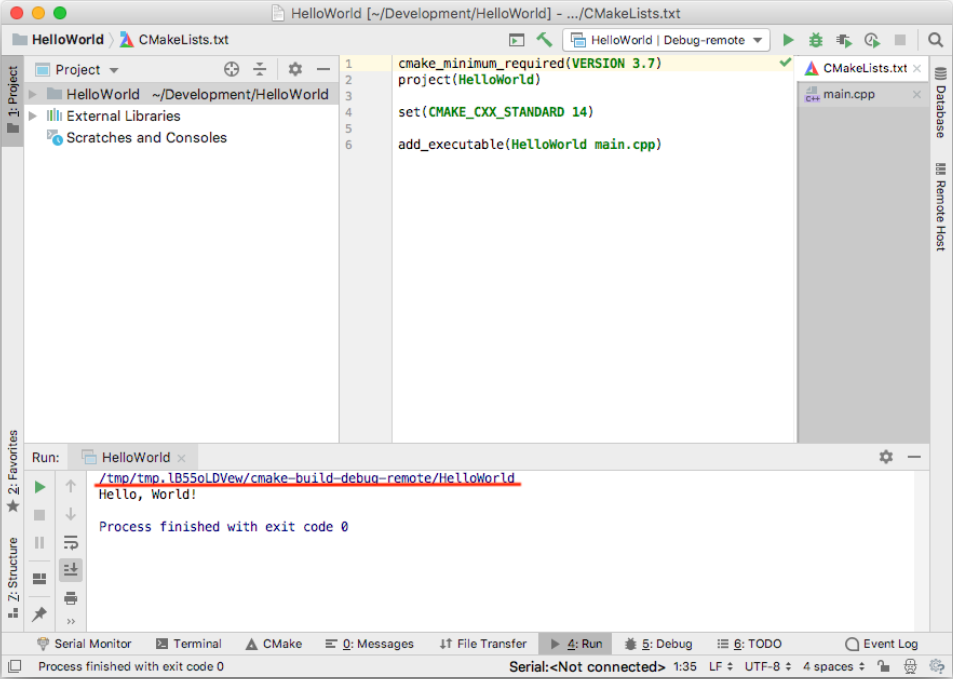 HelloWorld [~/Development/HelloWorld] - .../CMakeLists.txt
HelloWorld CMakeLists.txt
HelloWorld | Debug-remote
1: Project
Project
HelloWorld ~/Development/HelloWorld
External Libraries
Scratches and Consoles
1 cmake_minimum_required(VERSION 3.7)
2 project(HelloWorld)
3
4 set(CMAKE_CXX_STANDARD 14)
5
6 add_executable(HelloWorld main.cpp)
CMakeLists.txt
C++ main.cpp
Database
Remote Host
2: Favorites
Z: Structure
Run: HelloWorld
/tmp/tmp.lB55oLDVew/cmake-build-debug-remote/HelloWorld
Hello, World!
Process finished with exit code 0
Serial Monitor Terminal CMake 0: Messages File Transfer 4: Run 5: Debug 6: TODO Event Log
Process finished with exit code 0 Serial:<Not connected> 1:35 LF UTF-8 4 spaces